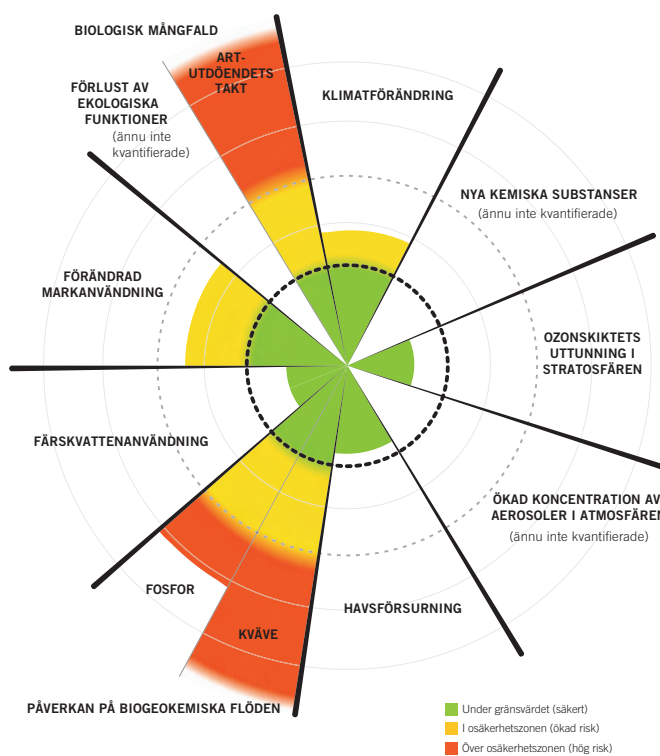 BIOLOGISK MÅNGFALD
ART-
UTDÖENDETS
TAKT
FÖRLUST AV
EKOLOGISKA
FUNKTIONER
(ännu inte
kvantifierade)
KLIMATFÖRÄNDRING
NYA KEMISKA SUBSTANSER
(ännu inte kvantifierade)
FÖRÄNDRAD
MARKANVÄNDNING
OZONSKIKTETS
UTTUNNING I
STRATOSFÄREN
FÄRSKVATTENANVÄNDNING
ÖKAD KONCENTRATION AV
AEROSOLER I ATMOSFÄREN
(ännu inte kvantifierade)
FOSFOR
HAVSFÖRSURNING
KVÄVE
PÅVERKAN PÅ BIOGEOKEMISKA FLÖDEN
Under gränsvärdet (säkert)
I osäkerhetszonen (ökad risk)
Över osäkerhetszonen (hög risk)